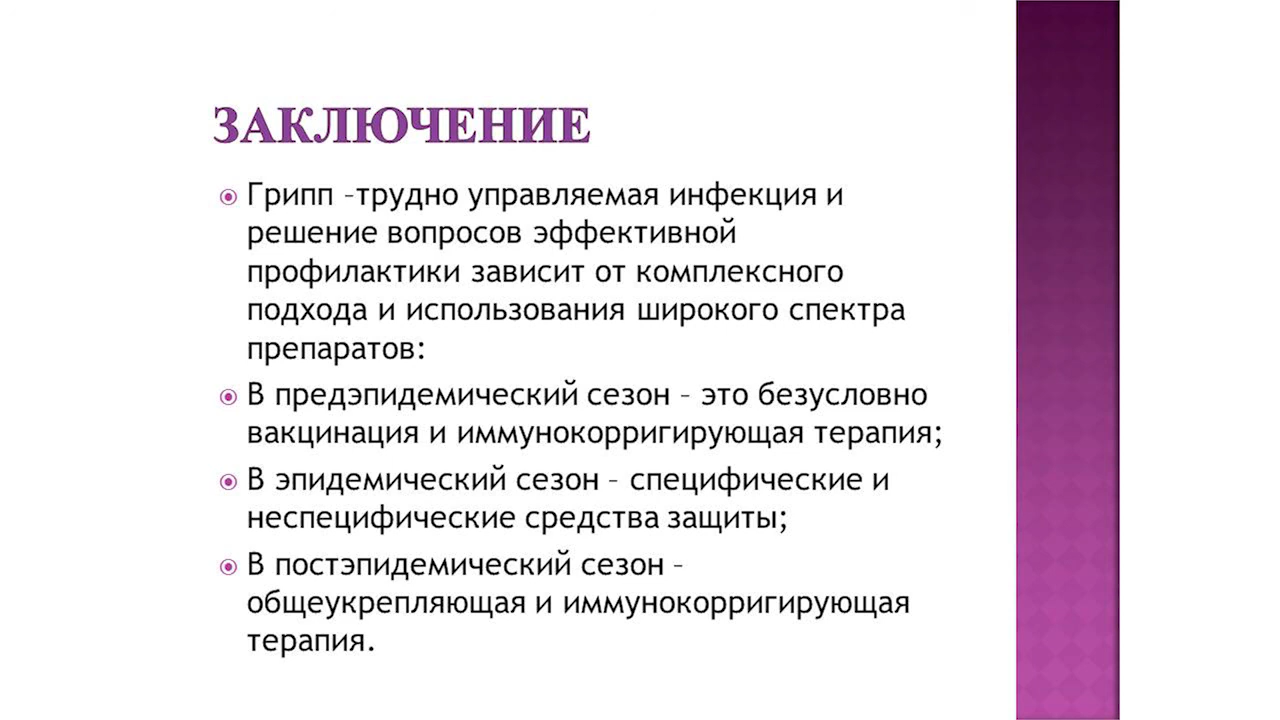 ЗАКЛЮЧЕНИЕ
Грипп –трудно управляемая инфекция и
решение вопросов эффективной
профилактики зависит от комплексного
подхода и использования широкого спектра
препаратов:
В предэпидемический сезон – это безусловно
вакцинация и иммунокорригирующая терапия;
В эпидемический сезон – специфические и
неспецифические средства защиты;
В постэпидемический сезон –
общеукрепляющая и иммунокорригирующая
терапия.